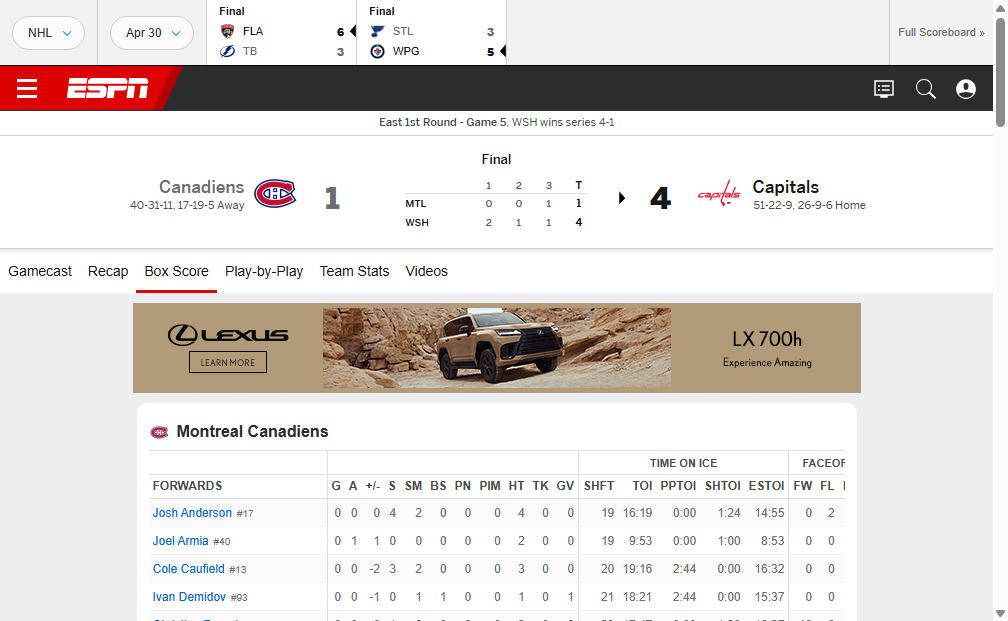 NHL
Apr 30
Final
FLA 6
TB 3
Final
STL 3
WPG 5
Full Scoreboard »
ESPN
East 1st Round - Game 5, WSH wins series 4-1
Final
Canadiens
40-31-11, 17-19-5 Away
1
1 2 3 T
MTL 0 0 1 1
WSH 2 1 1 4
4
capitals
Capitals
51-22-9, 26-9-6 Home
Gamecast Recap Box Score Play-by-Play Team Stats Videos
LEXUS
LEARN MORE
LX 700h
Experience Amazing
Montreal Canadiens
TIME ON ICE FACEOF
FORWARDS G A +/- S SM BS PN PIM HT TK GV SHFT TOI PPTOI SHTOI ESTOI FW FL
Josh Anderson #17 0 0 0 4 2 0 0 0 4 0 0 19 16:19 0:00 1:24 14:55 0 2
Joel Armia #40 0 1 1 0 0 0 0 0 2 0 0 19 9:53 0:00 1:00 8:53 0 0
Cole Caufield #13 0 0 -2 3 2 0 0 0 3 0 0 20 19:16 2:44 0:00 16:32 0 0
Ivan Demidov #93 0 0 -1 0 1 1 0 0 1 0 1 21 18:21 2:44 0:00 15:37 0 0